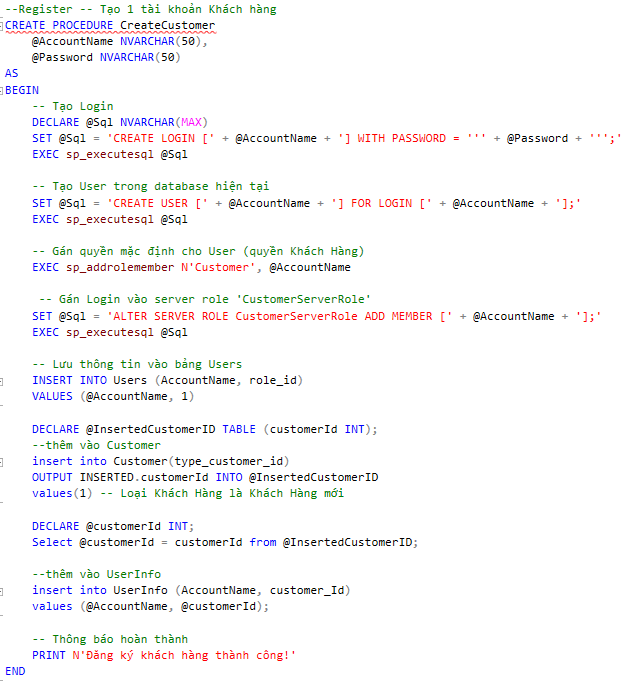 --Register -- Tạo 1 tài khoản Khách hàng
CREATE PROCEDURE CreateCustomer
@AccountName NVARCHAR(50),
@Password NVARCHAR(50)
AS
BEGIN
-- Tạo Login
DECLARE @Sql NVARCHAR(MAX)
SET @Sql = 'CREATE LOGIN [' + @AccountName + '] WITH PASSWORD = ''' + @Password + ''';'
EXEC sp_executesql @Sql
-- Tạo User trong database hiện tại
SET @Sql = 'CREATE USER [' + @AccountName + '] FOR LOGIN [' + @AccountName + '];'
EXEC sp_executesql @Sql
-- Gán quyền mặc định cho User (quyền Khách Hàng)
EXEC sp_addrolemember N'Customer', @AccountName
-- Gán Login vào server role 'CustomerServerRole'
SET @Sql = 'ALTER SERVER ROLE CustomerServerRole ADD MEMBER [' + @AccountName + '];'
EXEC sp_executesql @Sql
-- Lưu thông tin vào bảng Users
INSERT INTO Users (AccountName, role_id)
VALUES (@AccountName, 1)
DECLARE @InsertedCustomerID TABLE (customerId INT);
--thêm vào Customer
insert into Customer(type_customer_id)
OUTPUT INSERTED.customerId INTO @InsertedCustomerID
values(1) -- Loại Khách Hàng là Khách Hàng mới
DECLARE @customerId INT;
Select @customerId = customerId from @InsertedCustomerID;
--thêm vào UserInfo
insert into UserInfo (AccountName, customer_Id)
values (@AccountName, @customerId);
-- Thông báo hoàn thành
PRINT N'Đăng ký khách hàng thành công!'
END